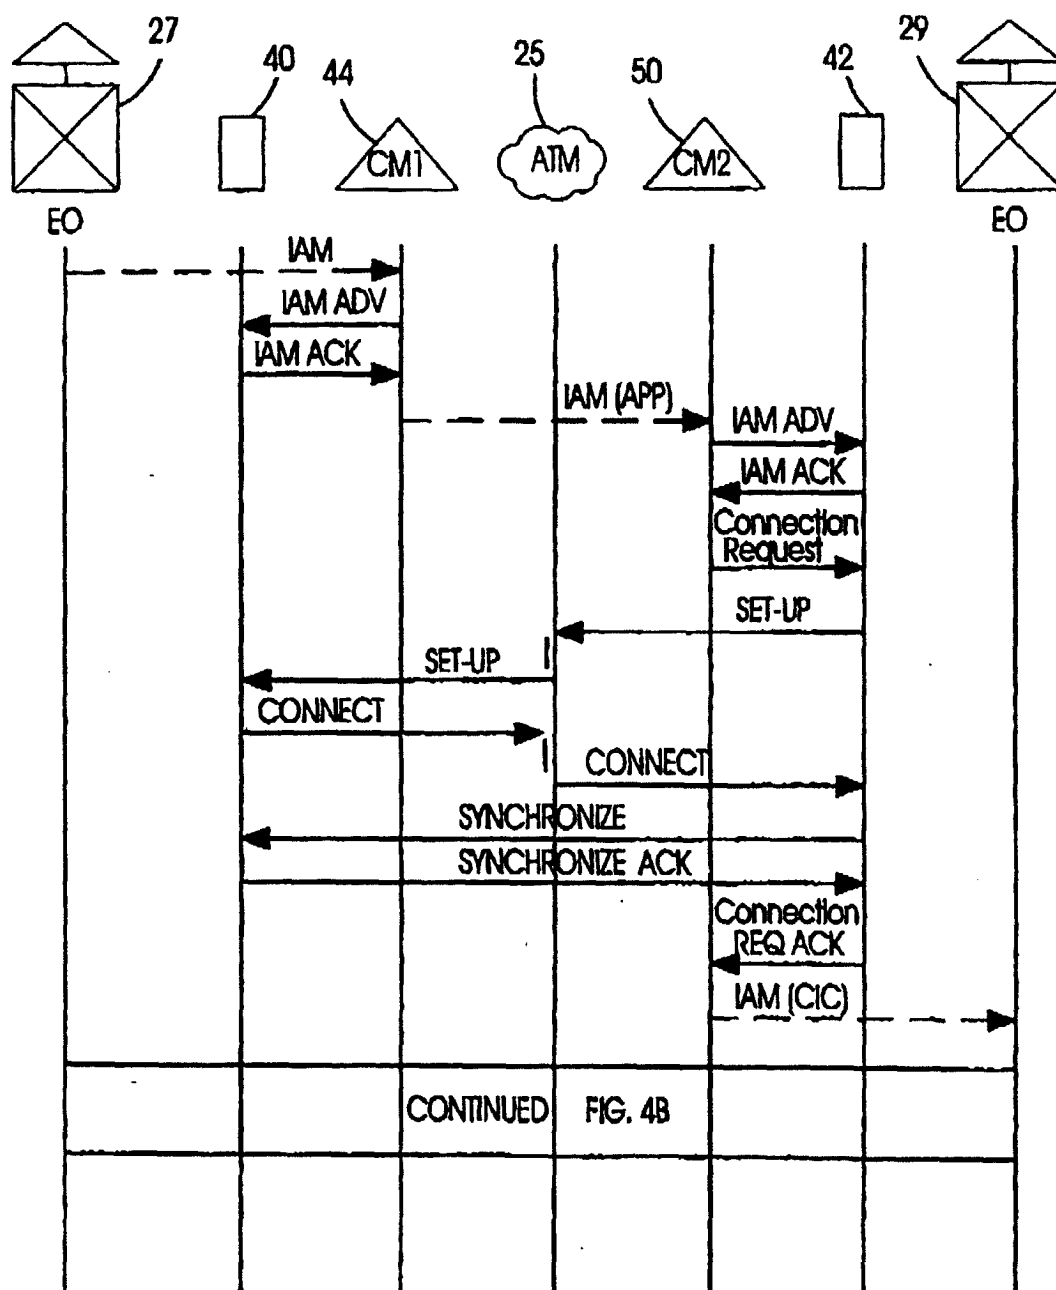 27
40
44
25
50
42
29
CM1
ATM
CM2
EO
EO
IAM
IAM ADV
IAM ACK
IAM (APP)
IAM ADV
IAM ACK
Connection
Request
SET-UP
SET-UP
CONNECT
CONNECT
SYNCHRONIZE
SYNCHRONIZE ACK
Connection
REQ ACK
IAM (CIC)
CONTINUED FIG. 4B